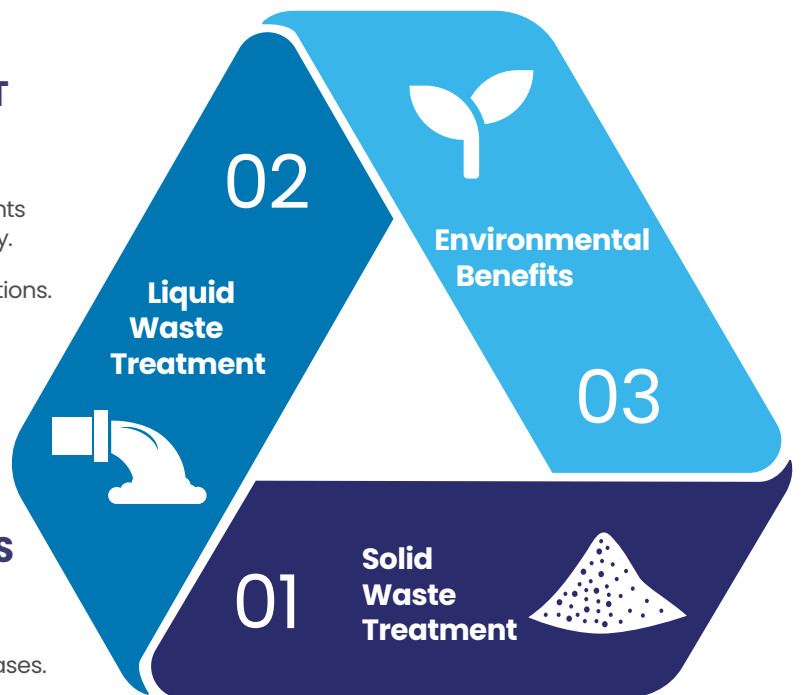 02
Liquid
Waste
Treatment
Environmental
Benefits
03
01
Solid
Waste
Treatment